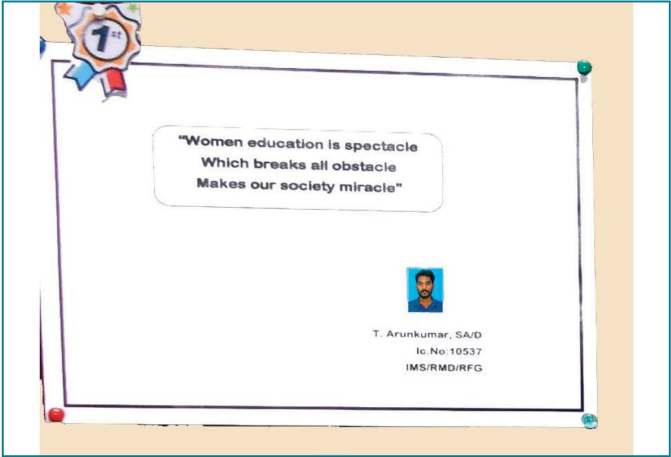 1st
"Women education is spectacle
Which breaks all obstacle
Makes our society miracle"
T. Arunkumar, SA/D
Ic.No:10537
IMS/RMD/RFG